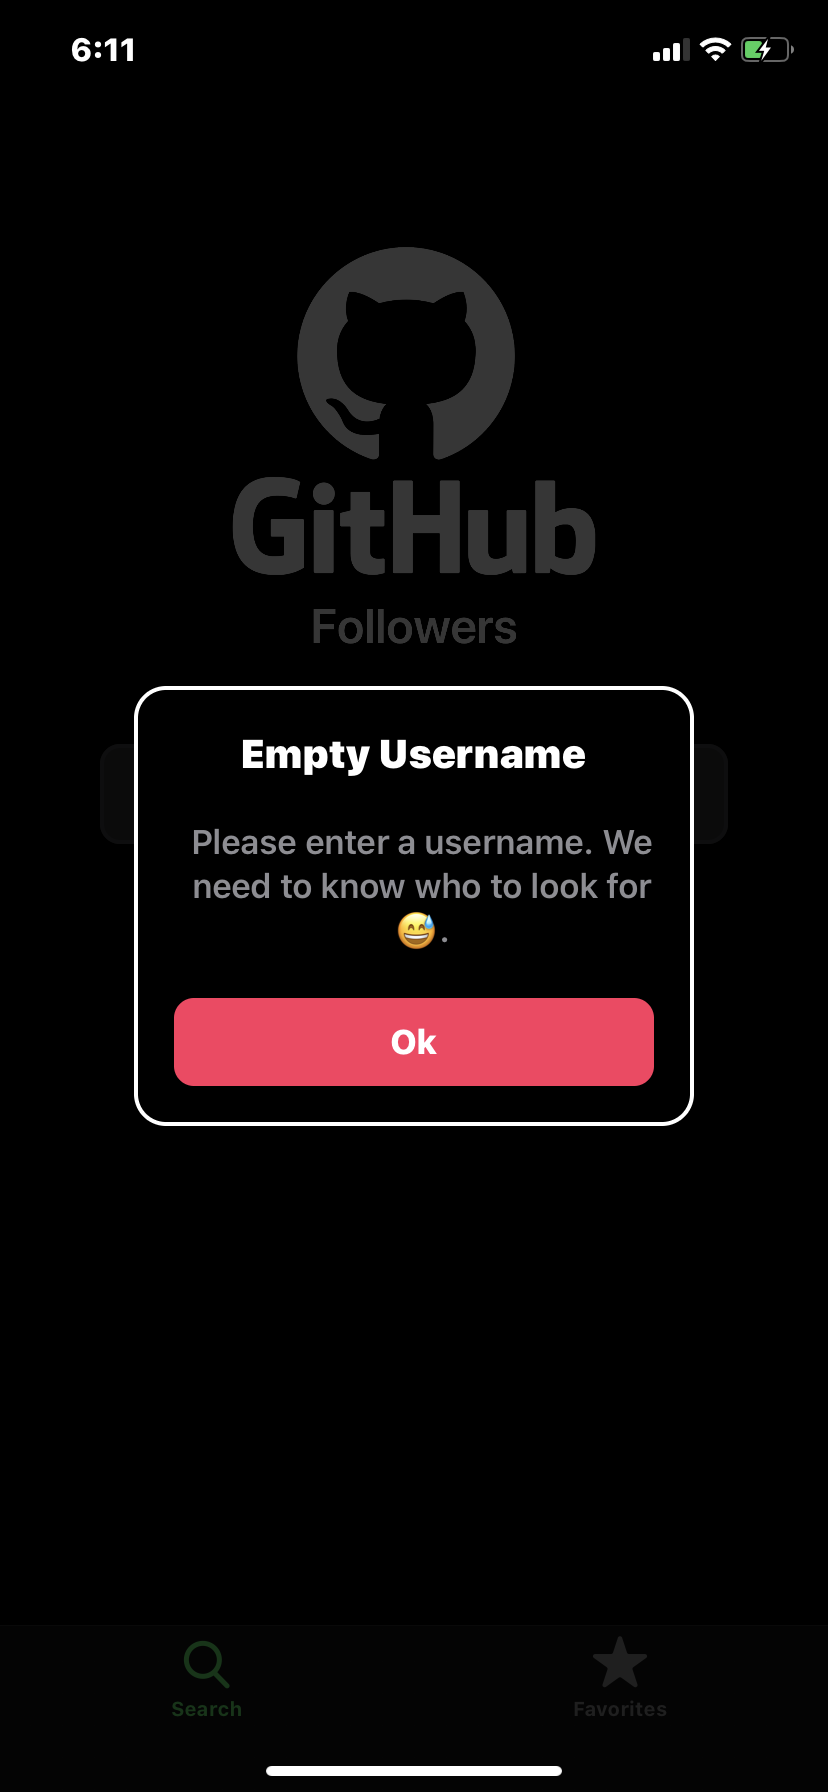 6:11
GitHub
Followers
Empty Username
Please enter a username. We
need to know who to look for
😅.
Ok
Search
Favorites